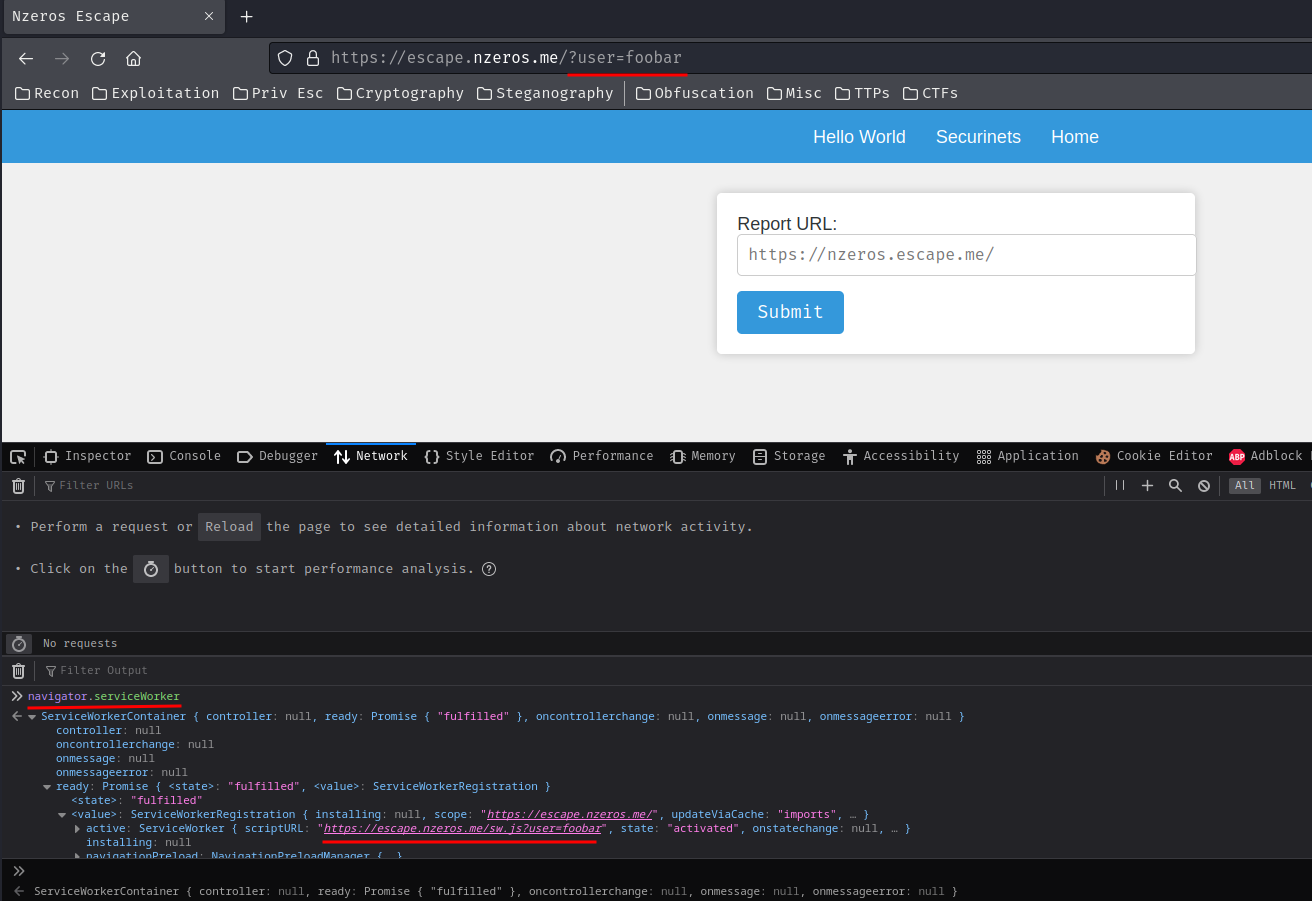 Nzeros Escape
https://escape.nzeros.me/?user=foobar
Recon Exploitation Priv Esc Cryptography Steganography Obfuscation Misc TTPs CTFs
Hello World Securinets Home
Report URL:
https://nzeros.escape.me/
Submit
Inspector Console Debugger Network Style Editor Performance Memory Storage Accessibility Application Cookie Editor ABP Adblock
Filter URLs All HTML
• Perform a request or Reload the page to see detailed information about network activity.
• Click on the button to start performance analysis. ?
No requests
Filter Output
navigator.serviceWorker
ServiceWorkerContainer { controller: null, ready: Promise { "fulfilled" }, oncontrollerchange: null, onmessage: null, onmessageerror: null }
controller: null
oncontrollerchange: null
onmessage: null
onmessageerror: null
ready: Promise { <state>: "fulfilled", <value>: ServiceWorkerRegistration }
<state>: "fulfilled"
<value>: ServiceWorkerRegistration { installing: null, scope: "https://escape.nzeros.me/", updateViaCache: "imports", … }
active: ServiceWorker { scriptURL: "https://escape.nzeros.me/sw.js?user=foobar", state: "activated", onstatechange: null, … }
installing: null
navigationPreload: NavigationPreloadManager { … }
ServiceWorkerContainer { controller: null, ready: Promise { "fulfilled" }, oncontrollerchange: null, onmessage: null, onmessageerror: null }